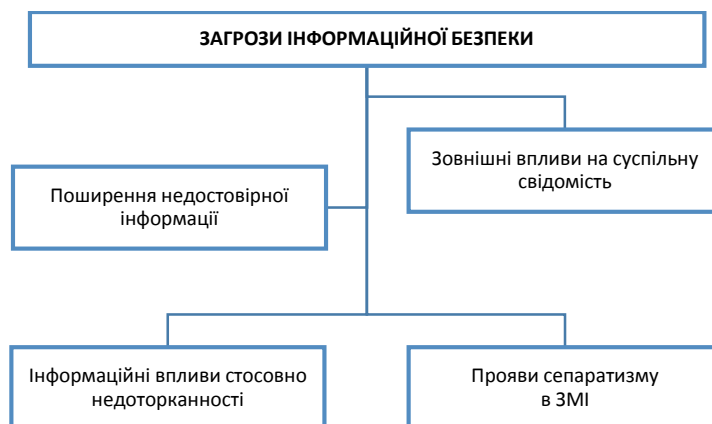 ЗАГРОЗИ ІНФОРМАЦІЙНОЇ БЕЗПЕКИ
Зовнішні впливи на суспільну
свідомість
Поширення недостовірної
інформації
Інформаційні впливи стосовно
недоторканності
Прояви сепаратизму
в ЗМІ